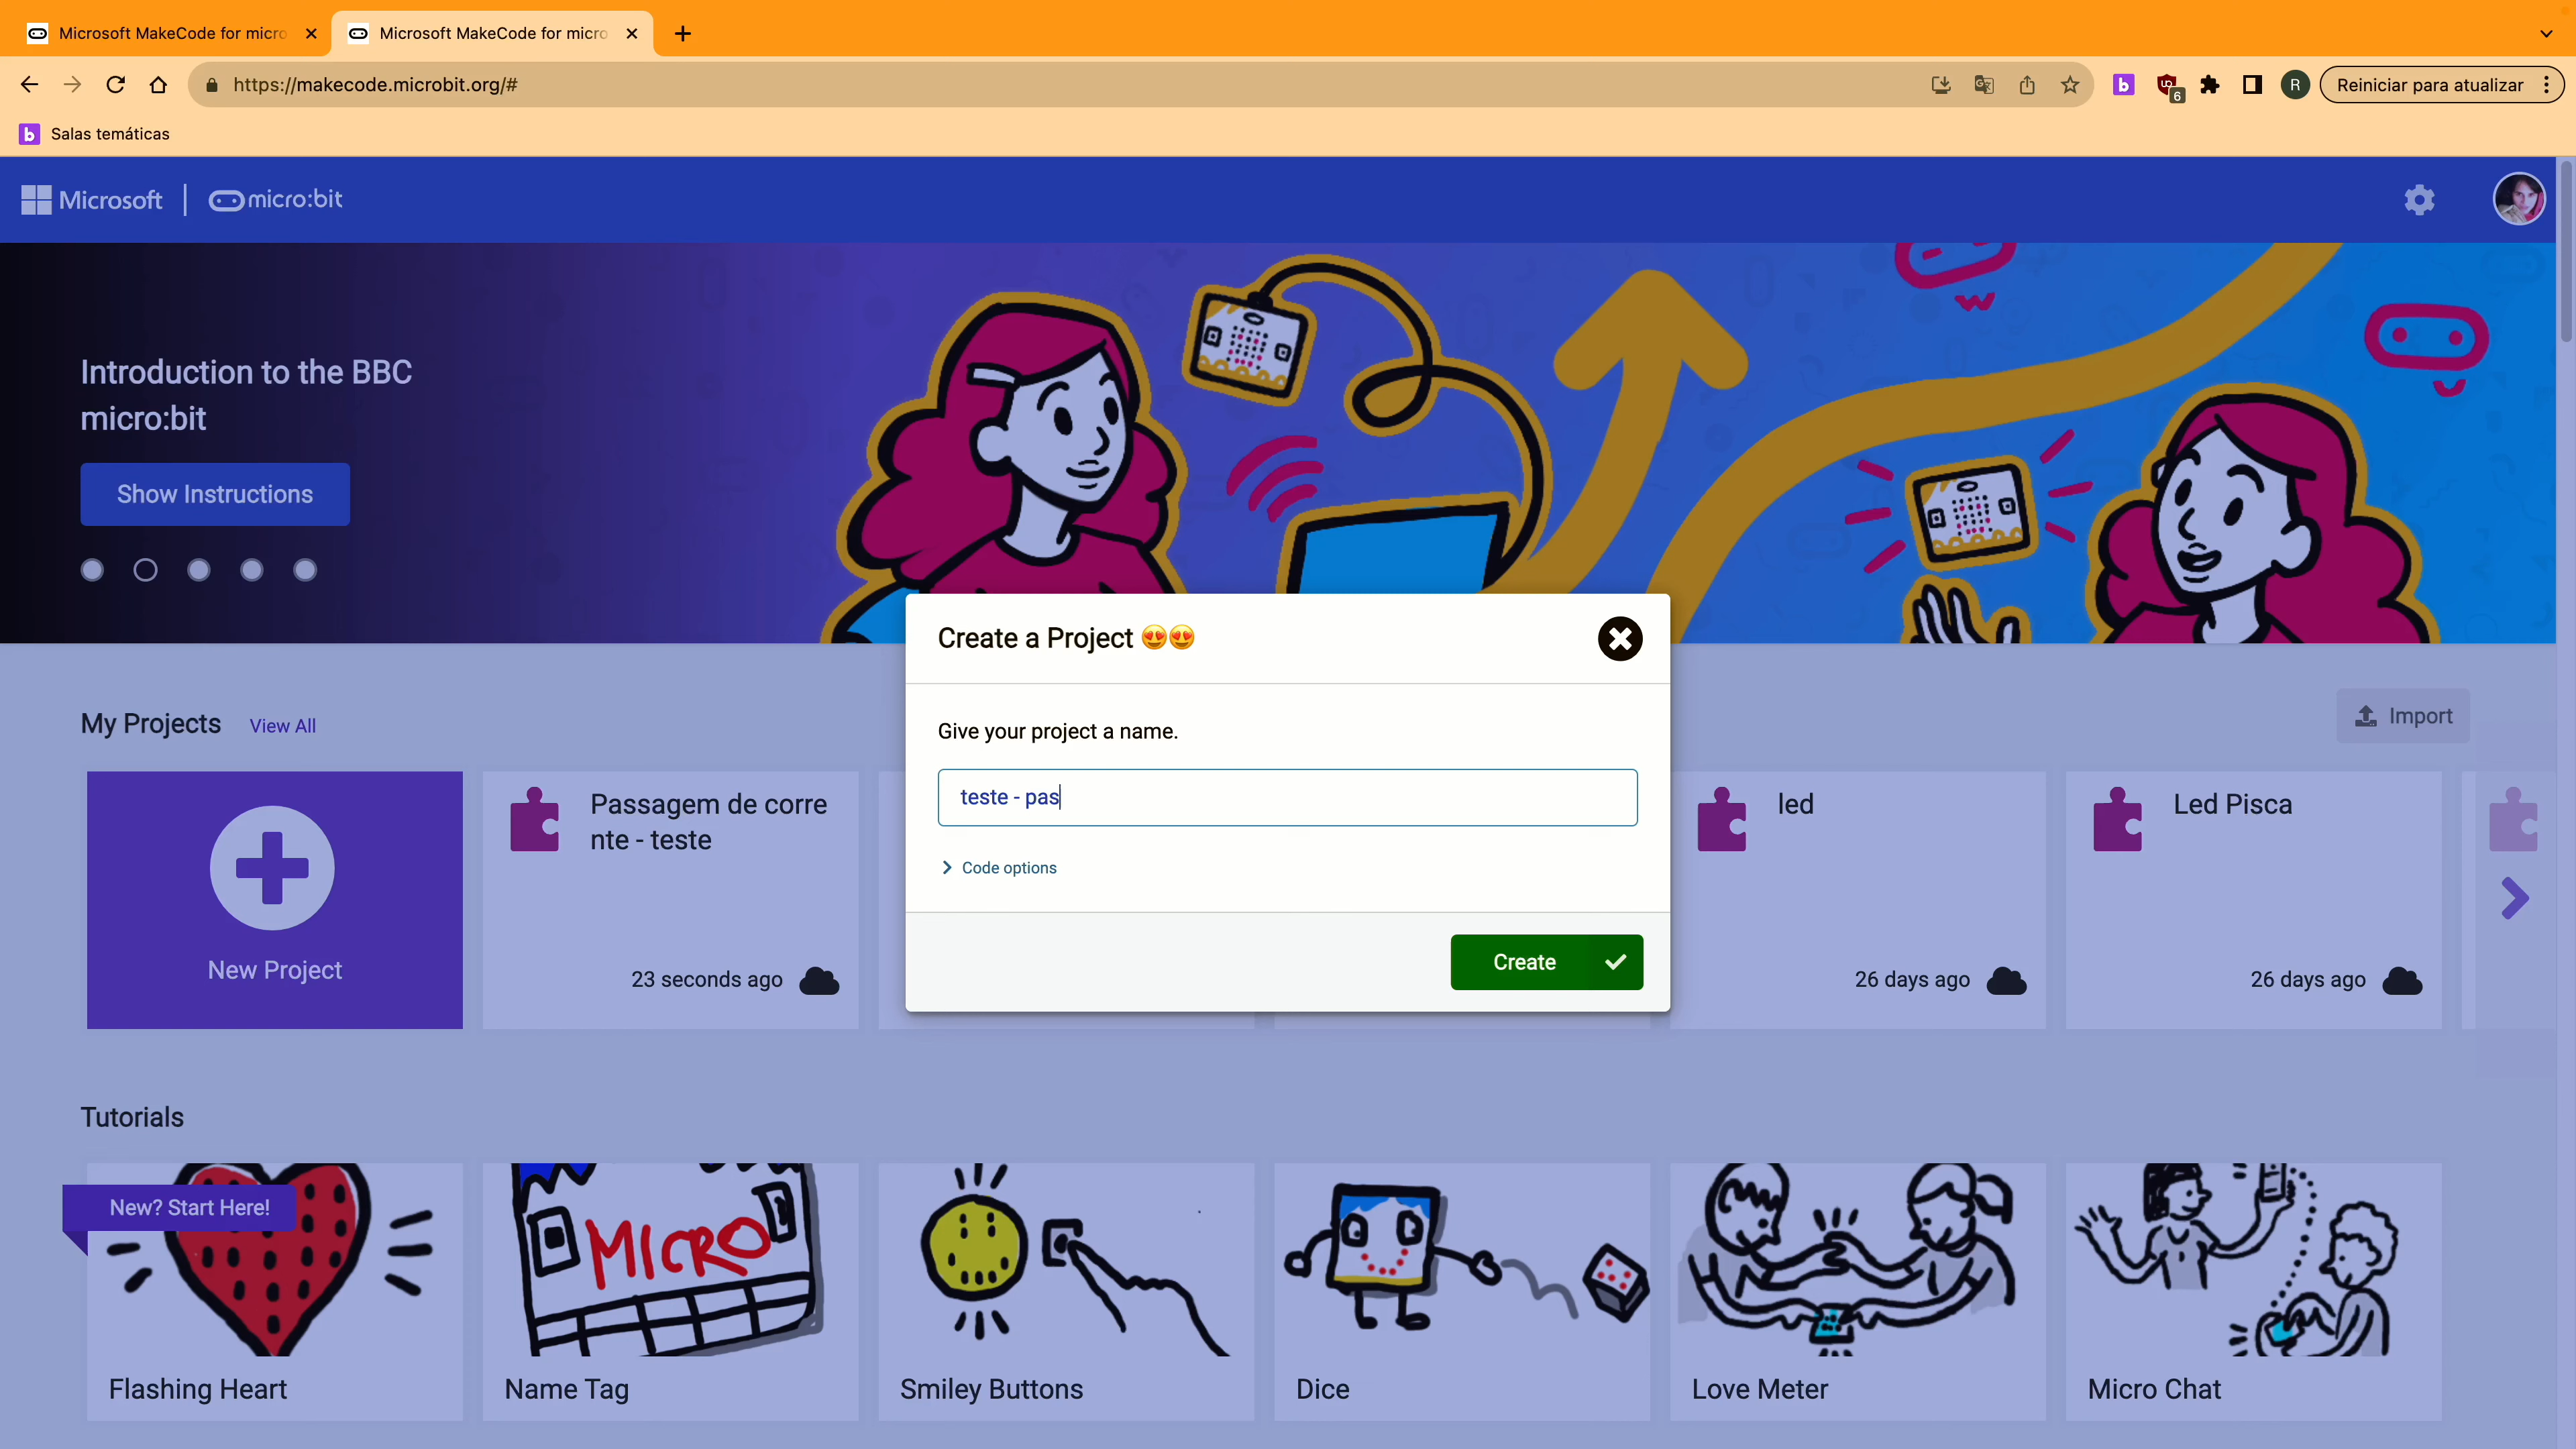 Microsoft MakeCode for micro
Microsoft MakeCode for micro
https://makecode.microbit.org/#
6
R
Reiniciar para atualizar
b
Salas temáticas
Microsoft
micro:bit
Introduction to the BBC
micro:bit
Show Instructions
Create a Project 😍😍
Give your project a name.
teste - pas
Code options
Create
My Projects
View All
Import
New Project
Passagem de corre
nte - teste
23 seconds ago
led
26 days ago
Led Pisca
26 days ago
Tutorials
New? Start Here!
MICRO
Flashing Heart
Name Tag
Smiley Buttons
Dice
Love Meter
Micro Chat